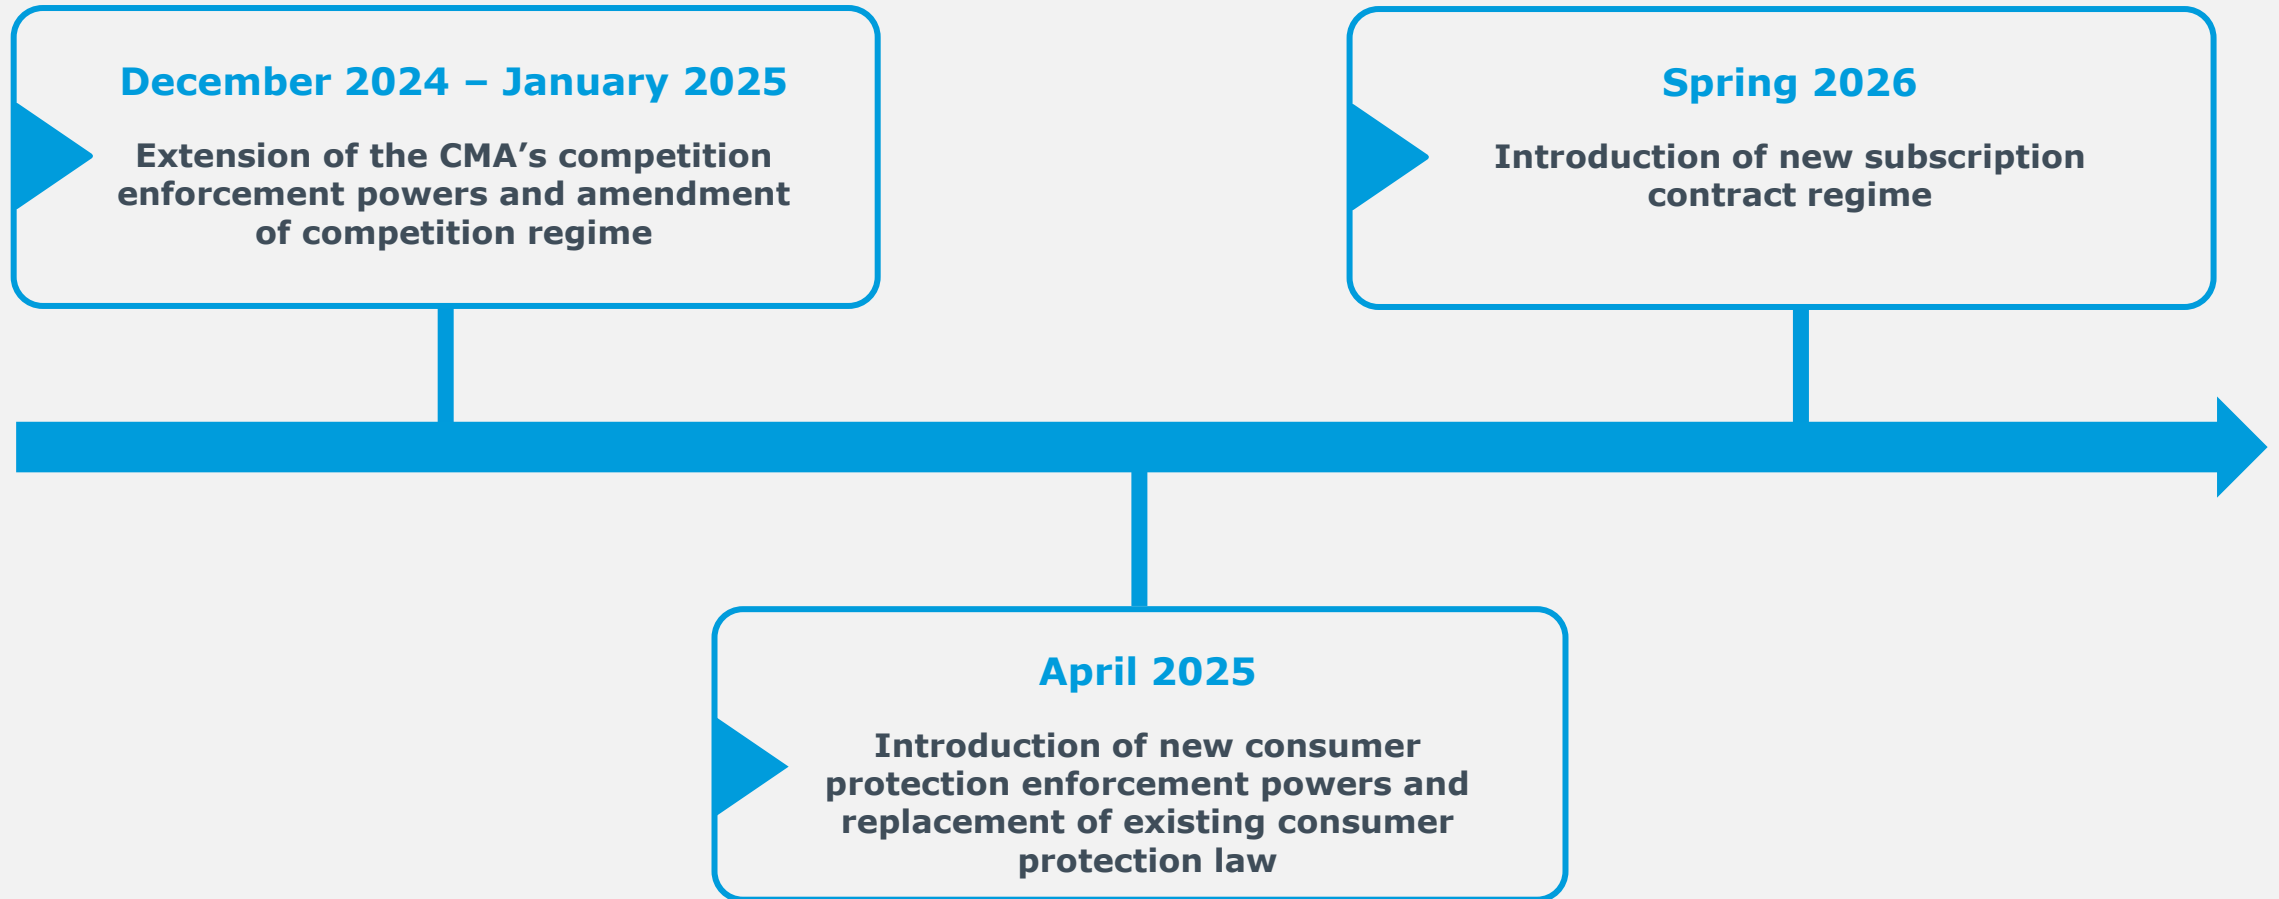 December 2024 – January 2025
Extension of the CMA’s competition
enforcement powers and amendment
of competition regime
Spring 2026
Introduction of new subscription
contract regime
April 2025
Introduction of new consumer
protection enforcement powers and
replacement of existing consumer
protection law